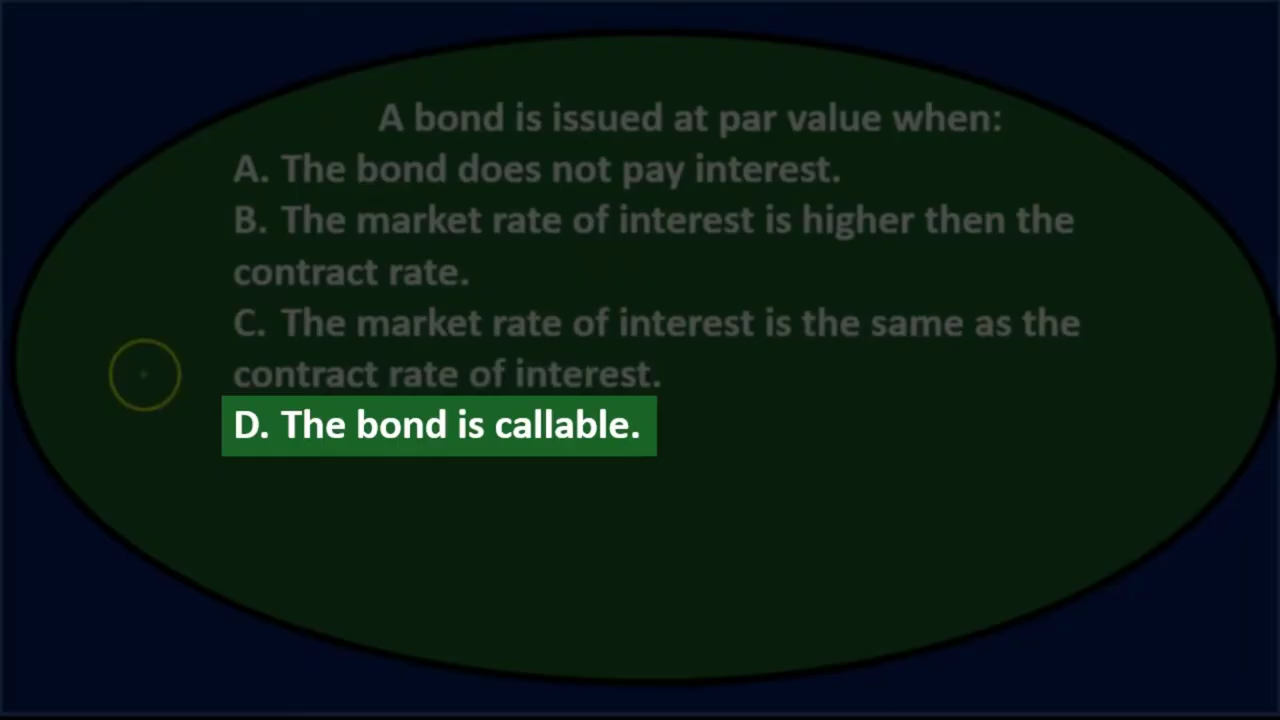 A bond is issued at par value when:
A. The bond does not pay interest.
B. The market rate of interest is higher then the
contract rate.
C. The market rate of interest is the same as the
contract rate of interest.
D. The bond is callable.